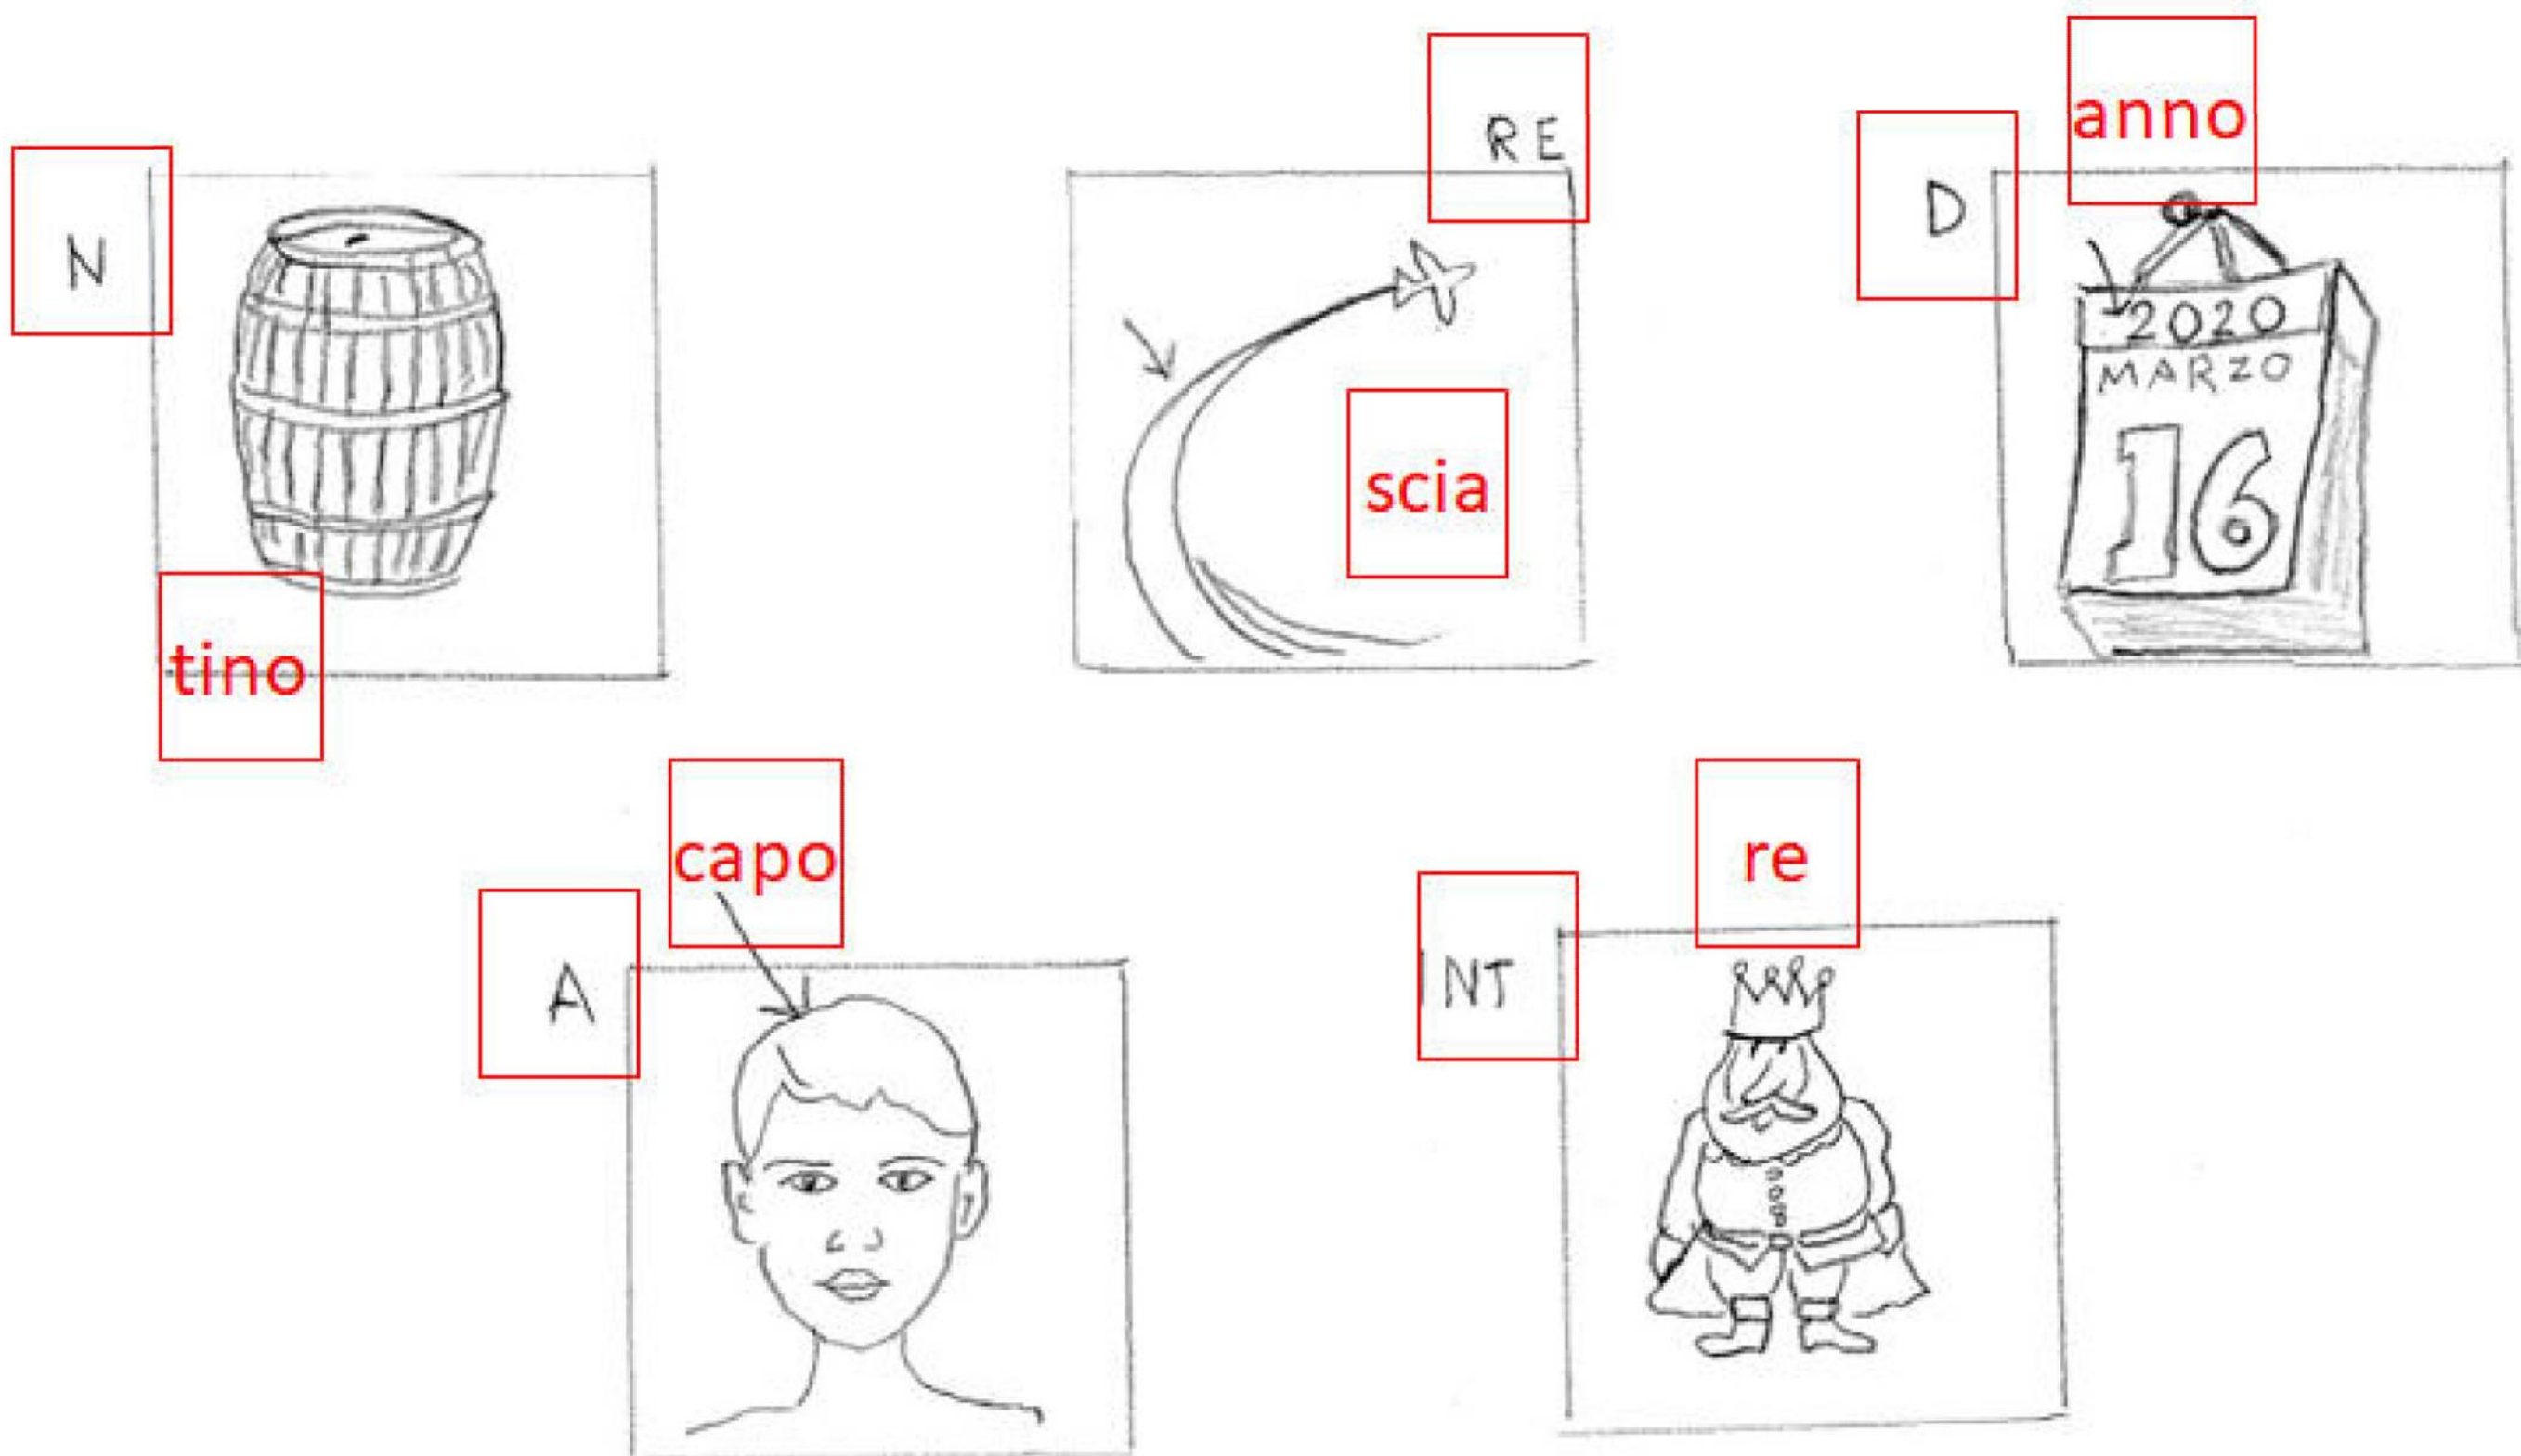 N
tino
RE
scia
D
anno
2020
MARZO
16
A
capo
INT
re